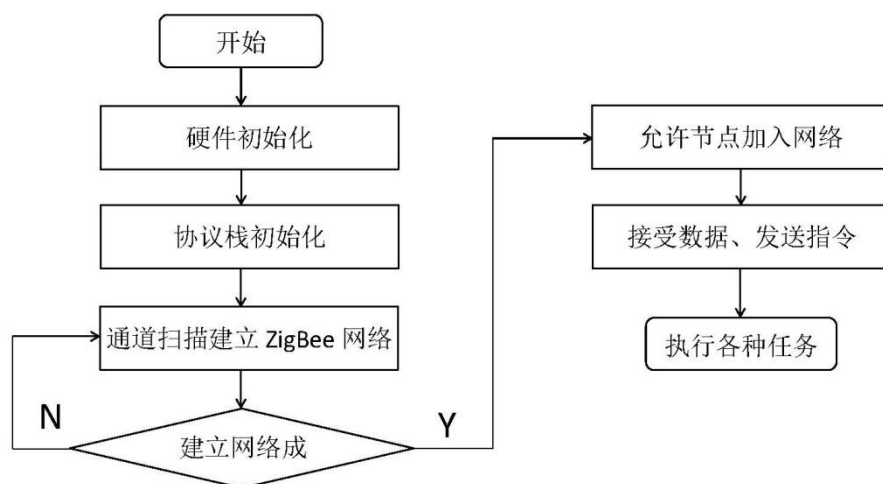 开始
硬件初始化
协议栈初始化
通道扫描建立 ZigBee 网络
N
建立网络成
Y
允许节点加入网络
接受数据、发送指令
执行各种任务